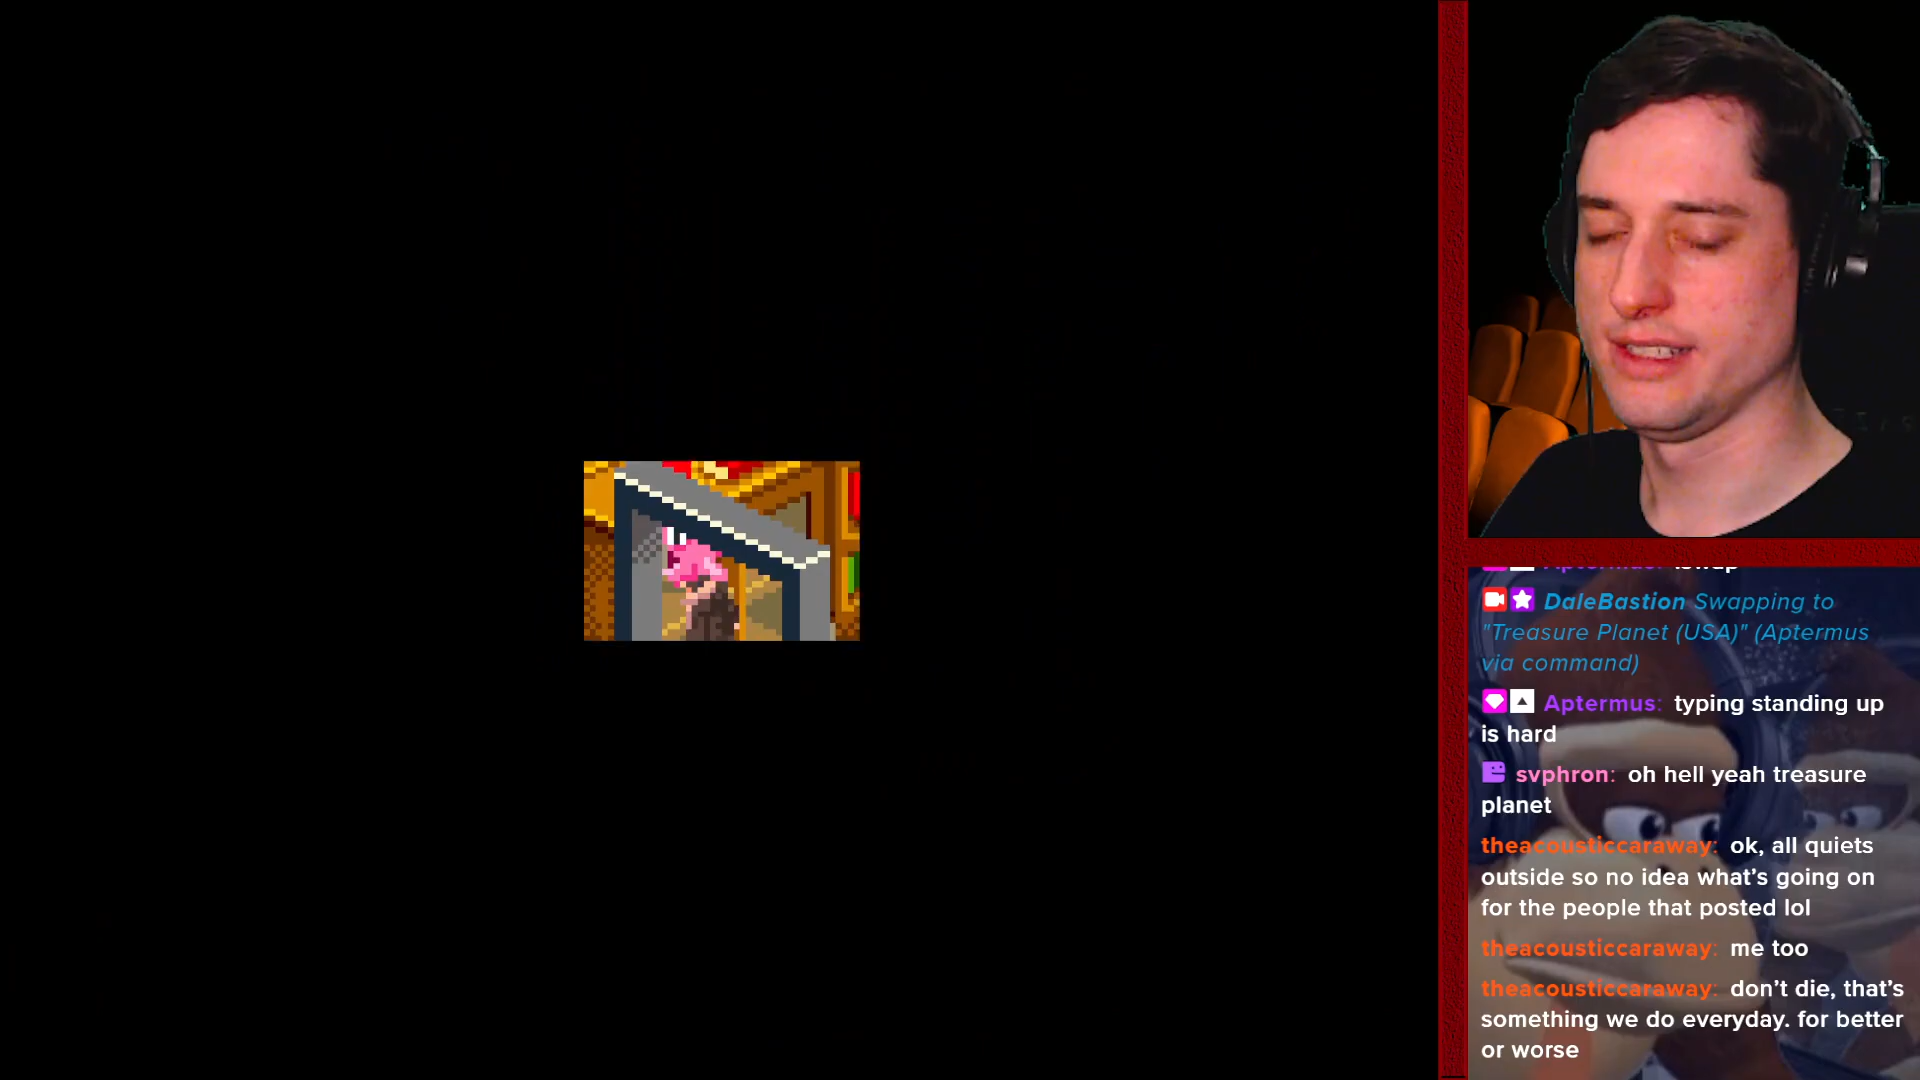 DaleBastion Swapping to
"Treasure Planet (USA)" (Aptermus
via command)
Aptermus: typing standing up
is hard
svphron: oh hell yeah treasure
planet
theacousticcaraway: ok, all quiets
outside so no idea what's going on
for the people that posted lol
theacousticcaraway: me too
theacousticcaraway: don't die, that's
something we do everyday. for better
or worse